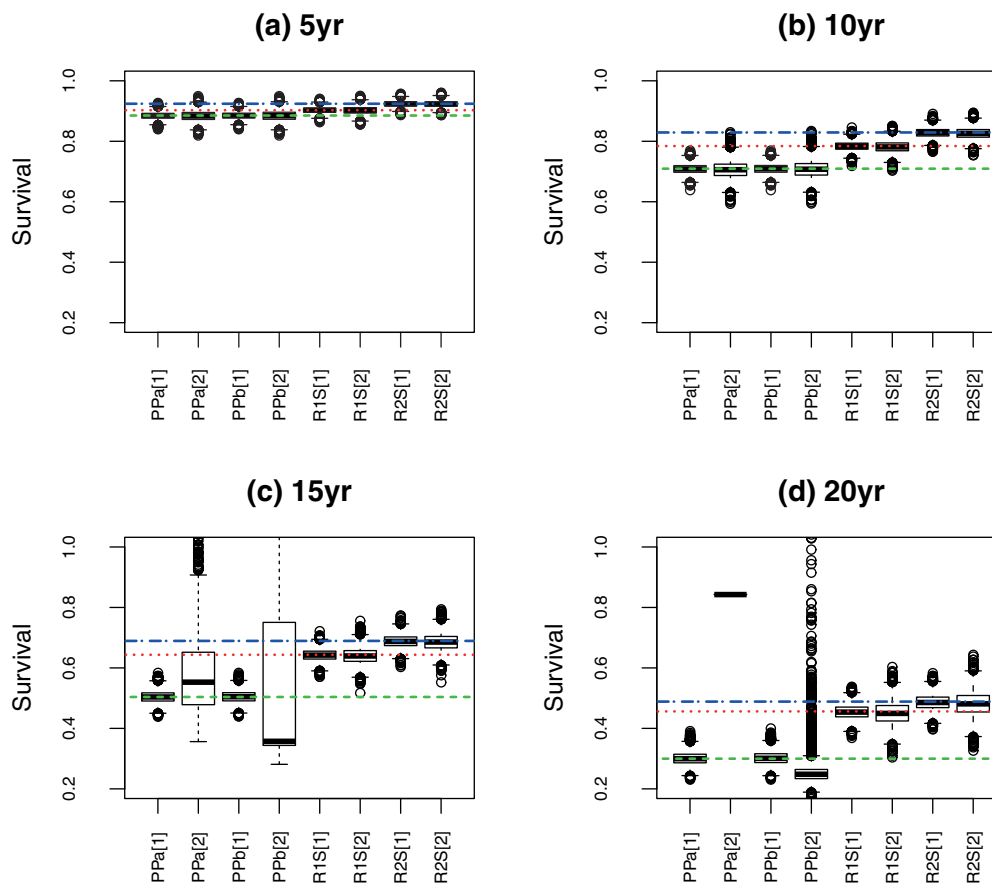 (a) 5yr
Survival
1.0
0.8
0.6
0.4
0.2
PPa[1]
PPa[2]
PPb[1]
PPb[2]
R1S[1]
R1S[2]
R2S[1]
R2S[2]
(b) 10yr
Survival
1.0
0.8
0.6
0.4
0.2
PPa[1]
PPa[2]
PPb[1]
PPb[2]
R1S[1]
R1S[2]
R2S[1]
R2S[2]
(c) 15yr
Survival
1.0
0.8
0.6
0.4
0.2
PPa[1]
PPa[2]
PPb[1]
PPb[2]
R1S[1]
R1S[2]
R2S[1]
R2S[2]
(d) 20yr
Survival
1.0
0.8
0.6
0.4
0.2
PPa[1]
PPa[2]
PPb[1]
PPb[2]
R1S[1]
R1S[2]
R2S[1]
R2S[2]